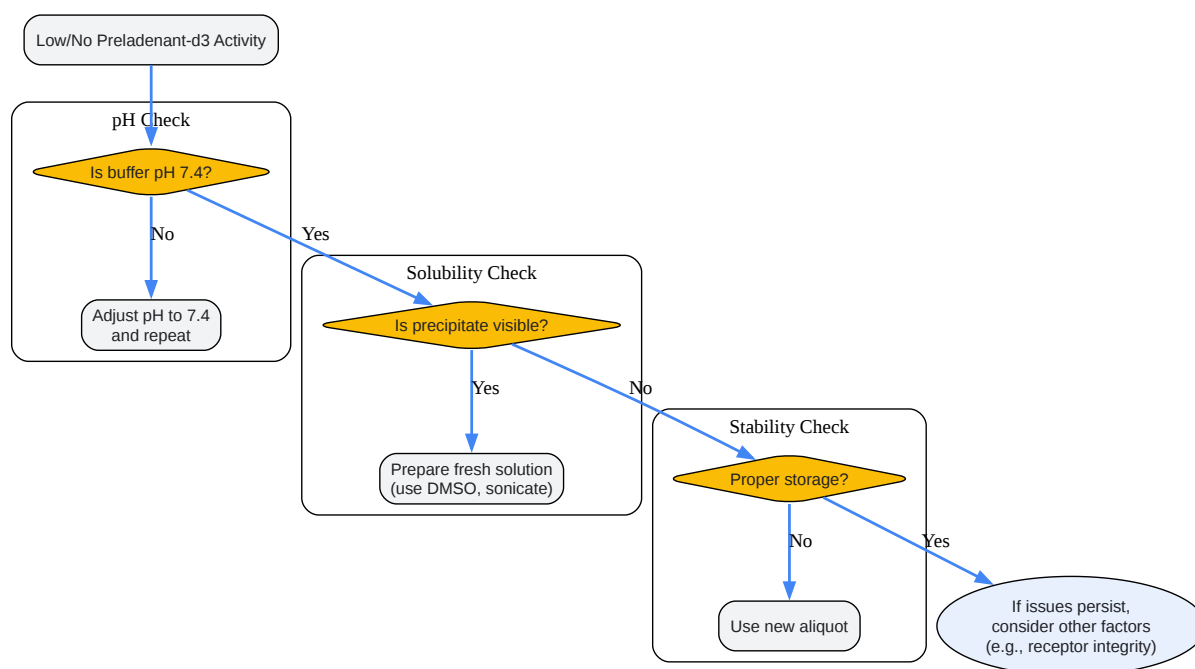 Low/No Preladenant-d3 Activity
pH Check
Is buffer pH 7.4?
No
Yes
Adjust pH to 7.4
and repeat
Solubility Check
Is precipitate visible?
Yes
No
Prepare fresh solution
(use DMSO, sonicate)
Stability Check
Proper storage?
No
Yes
Use new aliquot
If issues persist,
consider other factors
(e.g., receptor integrity)